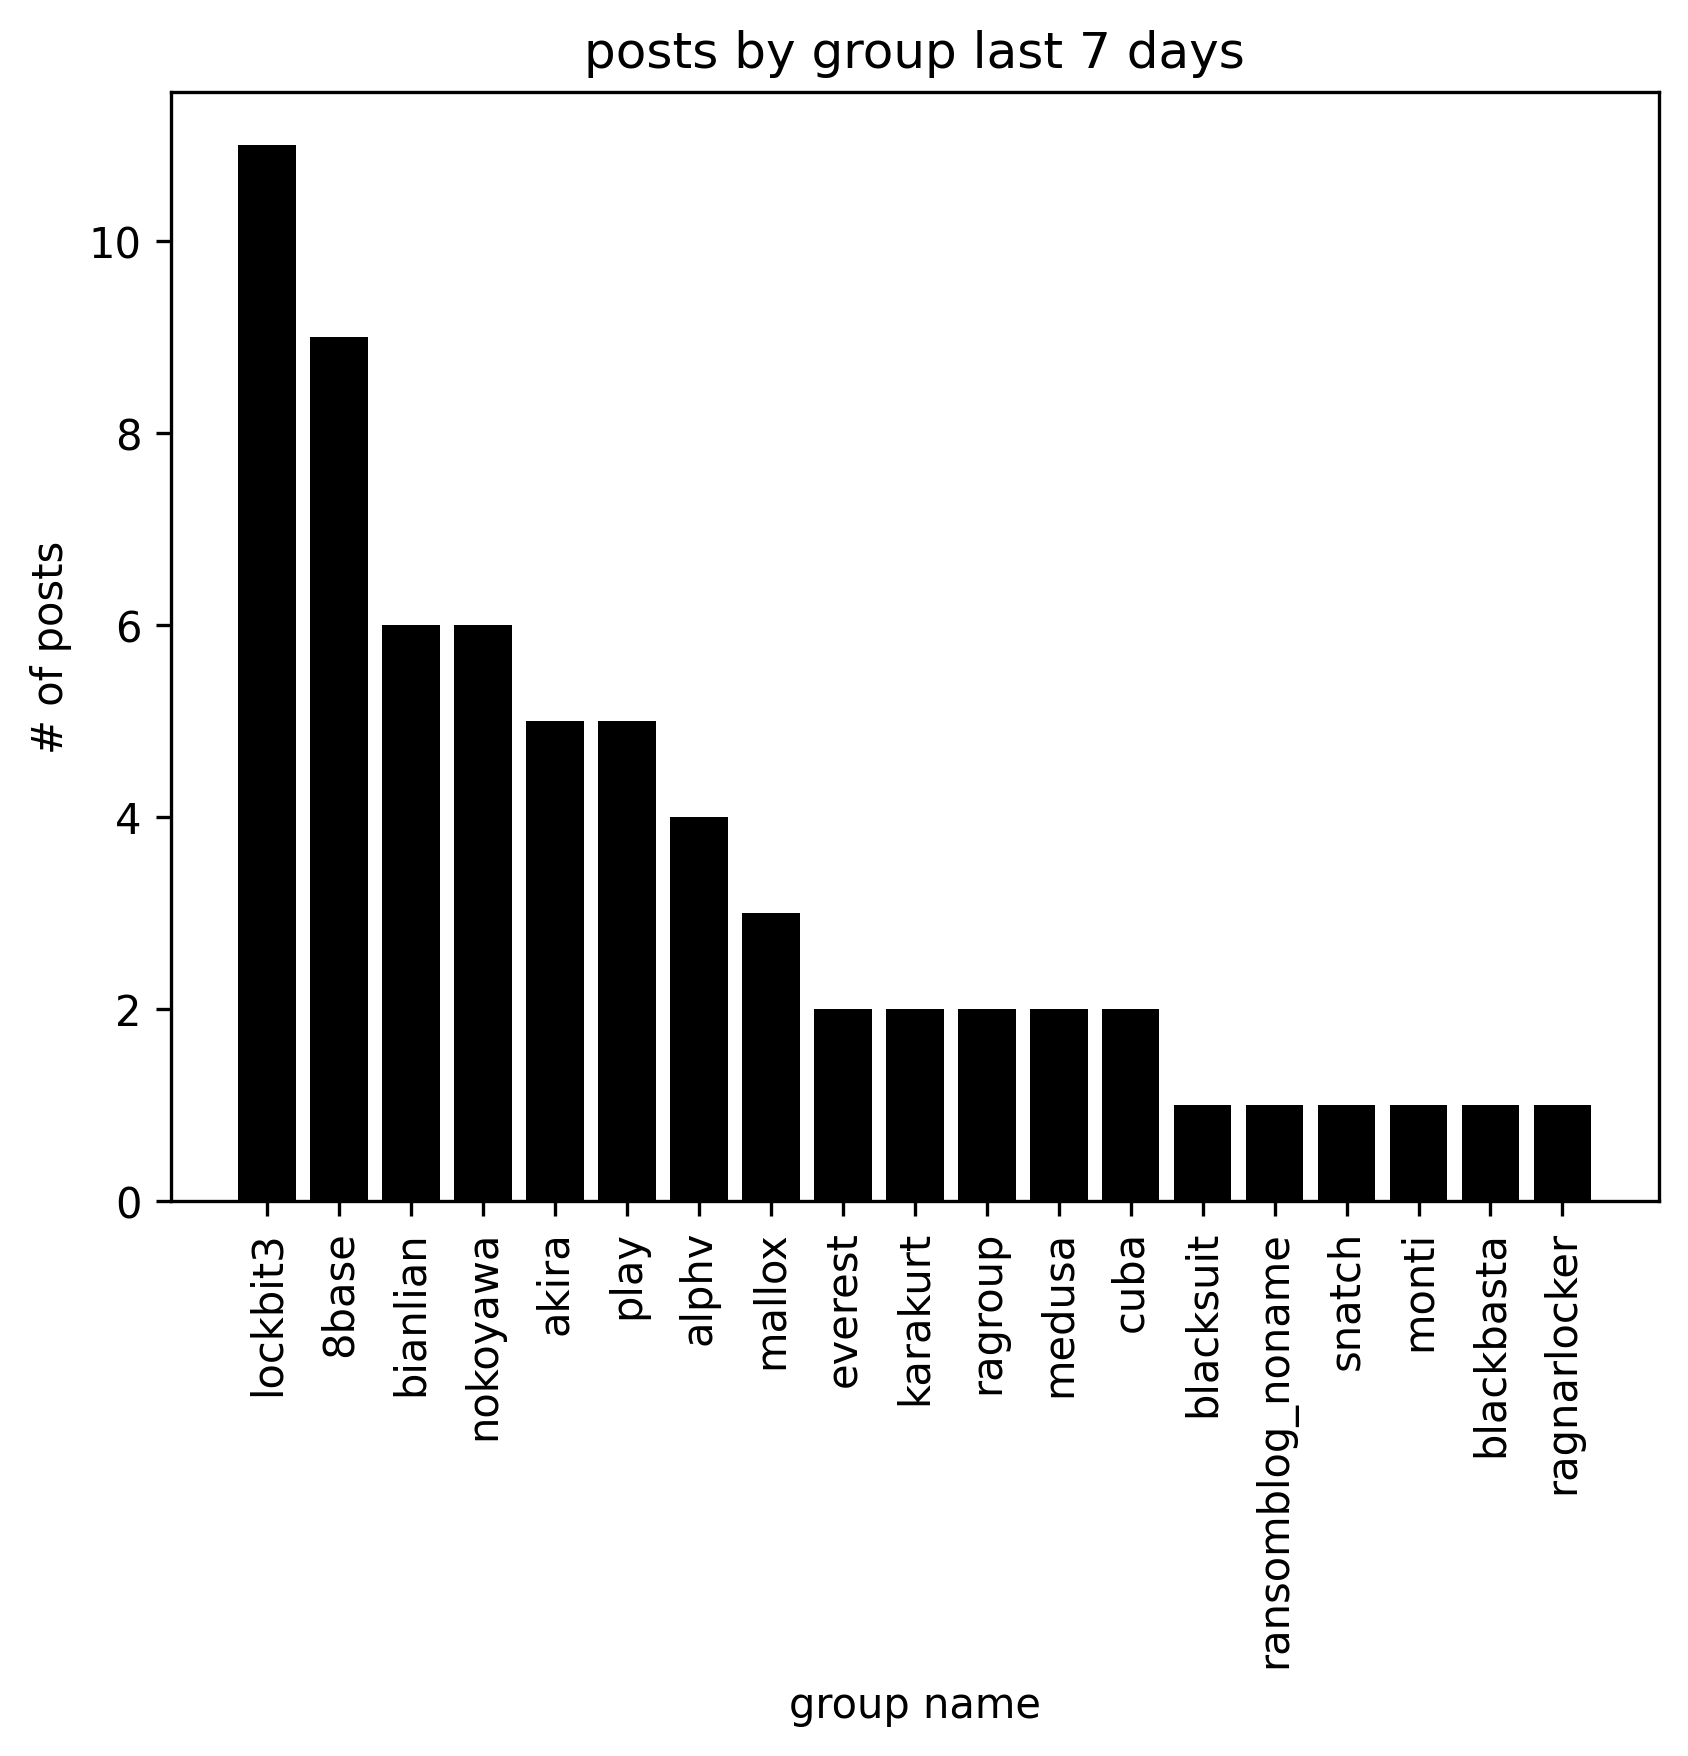 posts by group last 7 days
# of posts
10
8
6
4
2
0
lockbit3
8base
bianlian
nokoyawa
akira
play
alphv
mallox
everest
karakurt
ragroup
medusa
cuba
blacksuit
ransomblog_noname
snatch
monti
blackbasta
ragnarlocker
group name